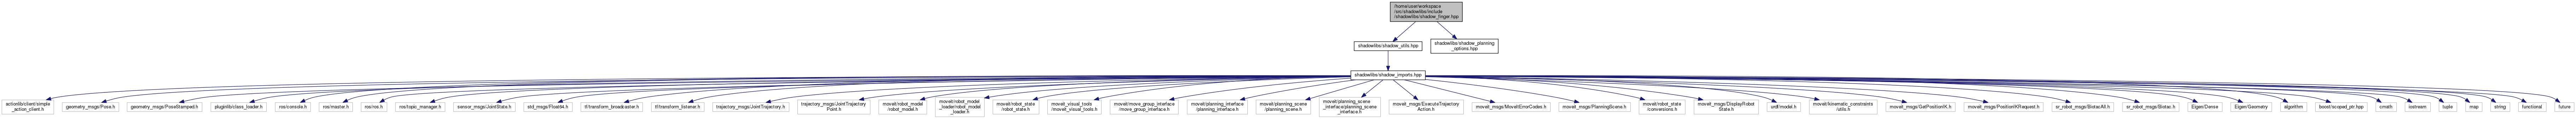 /home/user/workspace
/src/shadowlibs/include
/shadowlibs/shadow_finger.hpp
shadowlibs/shadow_utils.hpp
shadowlibs/shadow_planning
_options.hpp
shadowlibs/shadow_imports.hpp
actionlib/client/simple
_action_client.h
geometry_msgs/Pose.h
geometry_msgs/PoseStamped.h
pluginlib/class_loader.h
ros/console.h
ros/master.h
ros/ros.h
ros/topic_manager.h
sensor_msgs/JointState.h
std_msgs/Float64.h
tf/transform_broadcaster.h
tf/transform_listener.h
trajectory_msgs/JointTrajectory.h
trajectory_msgs/JointTrajectory
Point.h
moveit/robot_model
/robot_model.h
moveit/robot_model
_loader/robot_model
_loader.h
moveit/robot_state
/robot_state.h
moveit_visual_tools
/moveit_visual_tools.h
moveit/move_group_interface
/move_group_interface.h
moveit/planning_interface
/planning_interface.h
moveit/planning_scene
/planning_scene.h
moveit/planning_scene
_interface/planning_scene
_interface.h
moveit_msgs/ExecuteTrajectory
Action.h
moveit_msgs/MoveItErrorCodes.h
moveit_msgs/PlanningScene.h
moveit/robot_state
/conversions.h
moveit_msgs/DisplayRobot
State.h
urdf/model.h
moveit/kinematic_constraints
/utils.h
moveit_msgs/GetPositionIK.h
moveit_msgs/PositionIKRequest.h
sr_robot_msgs/BiotacAll.h
sr_robot_msgs/Biotac.h
Eigen/Dense
Eigen/Geometry
algorithm
boost/scoped_ptr.hpp
cmath
iostream
tuple
map
string
functional
future